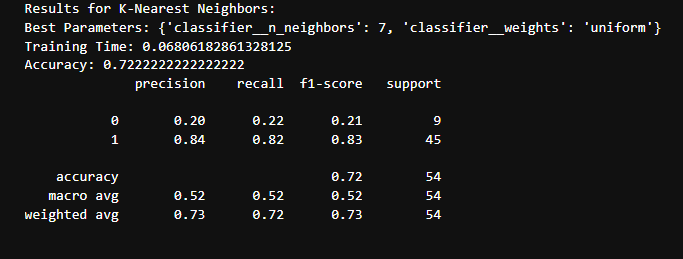 Results for K-Nearest Neighbors:
Best Parameters: {'classifier__n_neighbors': 7, 'classifier__weights': 'uniform'}
Training Time: 0.06806182861328125
Accuracy: 0.7222222222222222
precision recall f1-score support
0 0.20 0.22 0.21 9
1 0.84 0.82 0.83 45
accuracy 0.72 54
macro avg 0.52 0.52 0.52 54
weighted avg 0.73 0.72 0.73 54